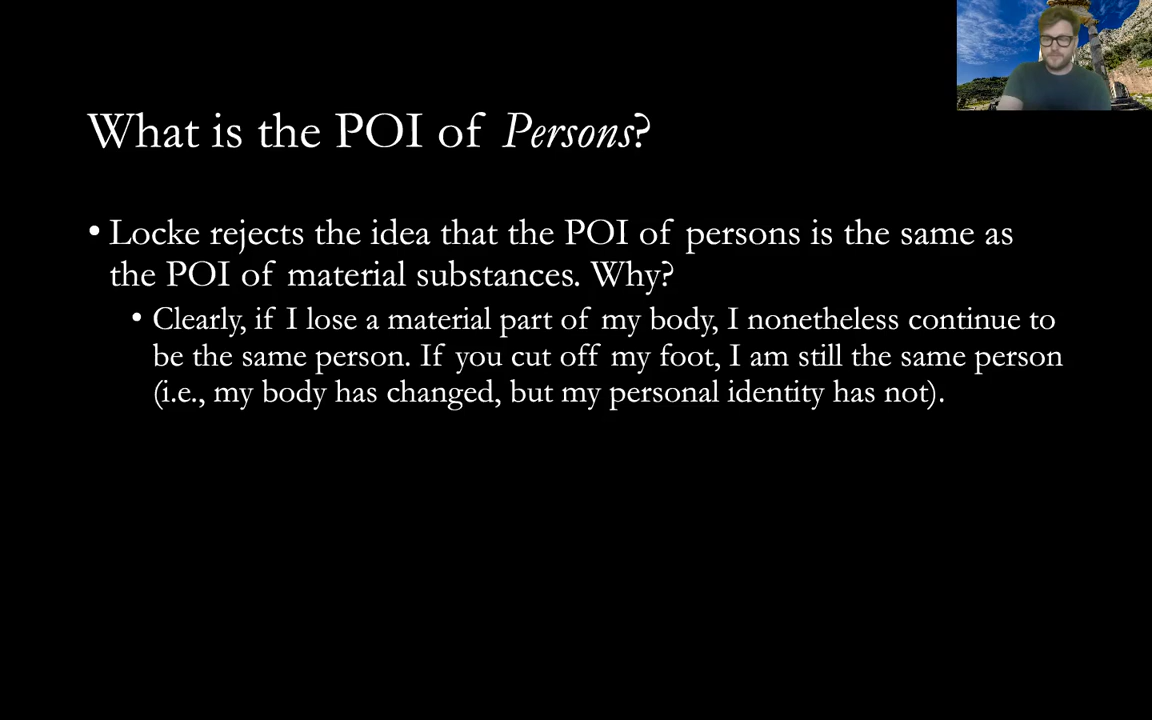 What is the POI of Persons?
• Locke rejects the idea that the POI of persons is the same as
the POI of material substances. Why?
• Clearly, if I lose a material part of my body, I nonetheless continue to
be the same person. If you cut off my foot, I am still the same person
(i.e., my body has changed, but my personal identity has not).